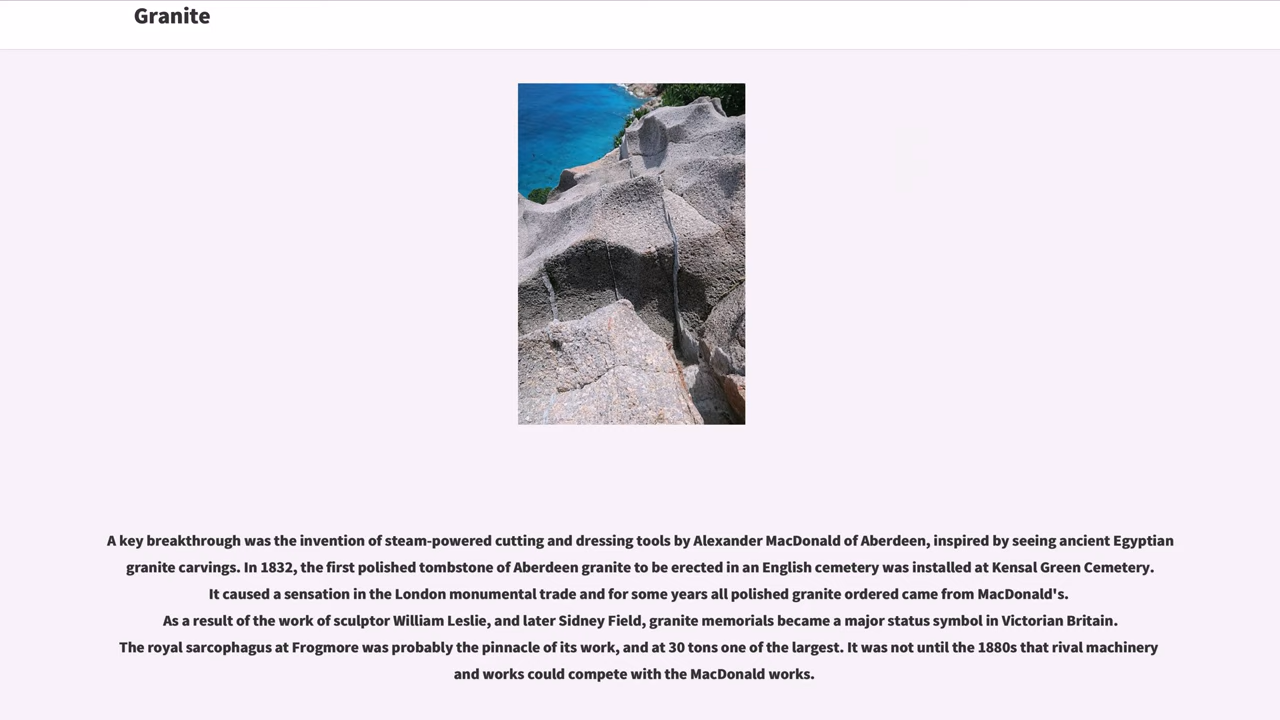 Granite
A key breakthrough was the invention of steam-powered cutting and dressing tools by Alexander MacDonald of Aberdeen, inspired by seeing ancient Egyptian
granite carvings. In 1832, the first polished tombstone of Aberdeen granite to be erected in an English cemetery was installed at Kensal Green Cemetery.
It caused a sensation in the London monumental trade and for some years all polished granite ordered came from MacDonald's.
As a result of the work of sculptor William Leslie, and later Sidney Field, granite memorials became a major status symbol in Victorian Britain.
The royal sarcophagus at Frogmore was probably the pinnacle of its work, and at 30 tons one of the largest. It was not until the 1880s that rival machinery
and works could compete with the MacDonald works.